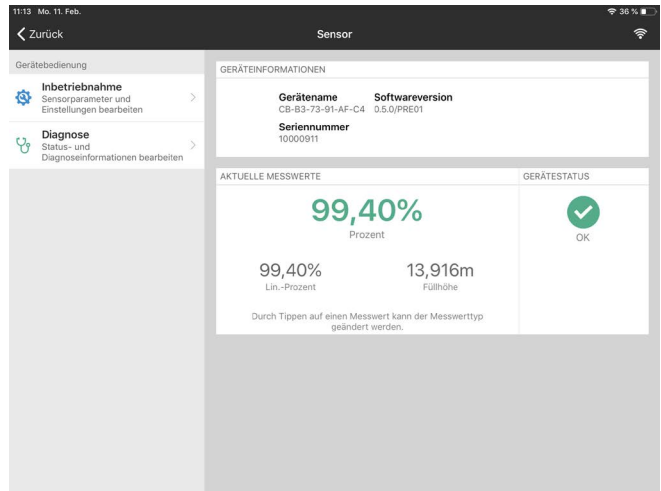 11:13 Mo. 11. Feb.
36 %
Zurück
Sensor
Gerätebedienung
Inbetriebnahme
Sensorparameter und
Einstellungen bearbeiten
Diagnose
Status- und
Diagnoseinformationen bearbeiten
GERÄTEINFORMATIONEN
Gerätename Softwareversion
CB-B3-73-91-AF-C4 0.5.0/PRE01
Seriennummer
10000911
AKTUELLE MESSWERTE
99,40%
Prozent
99,40% 13,916m
Lin.-Prozent Füllhöhe
Durch Tippen auf einen Messwert kann der Messwerttyp
geändert werden.
GERÄTESTATUS
OK